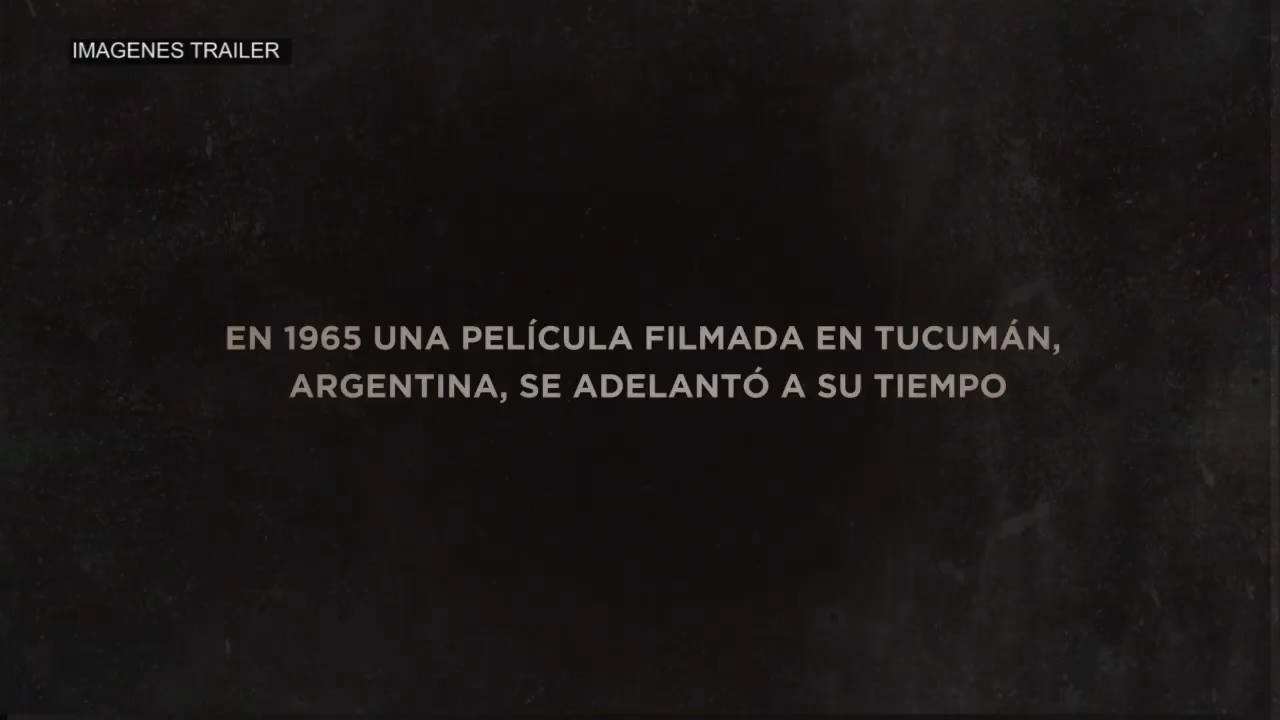 IMAGENES TRAILER
EN 1965 UNA PELÍCULA FILMADA EN TUCUMÁN,
ARGENTINA, SE ADELANTÓ A SU TIEMPO